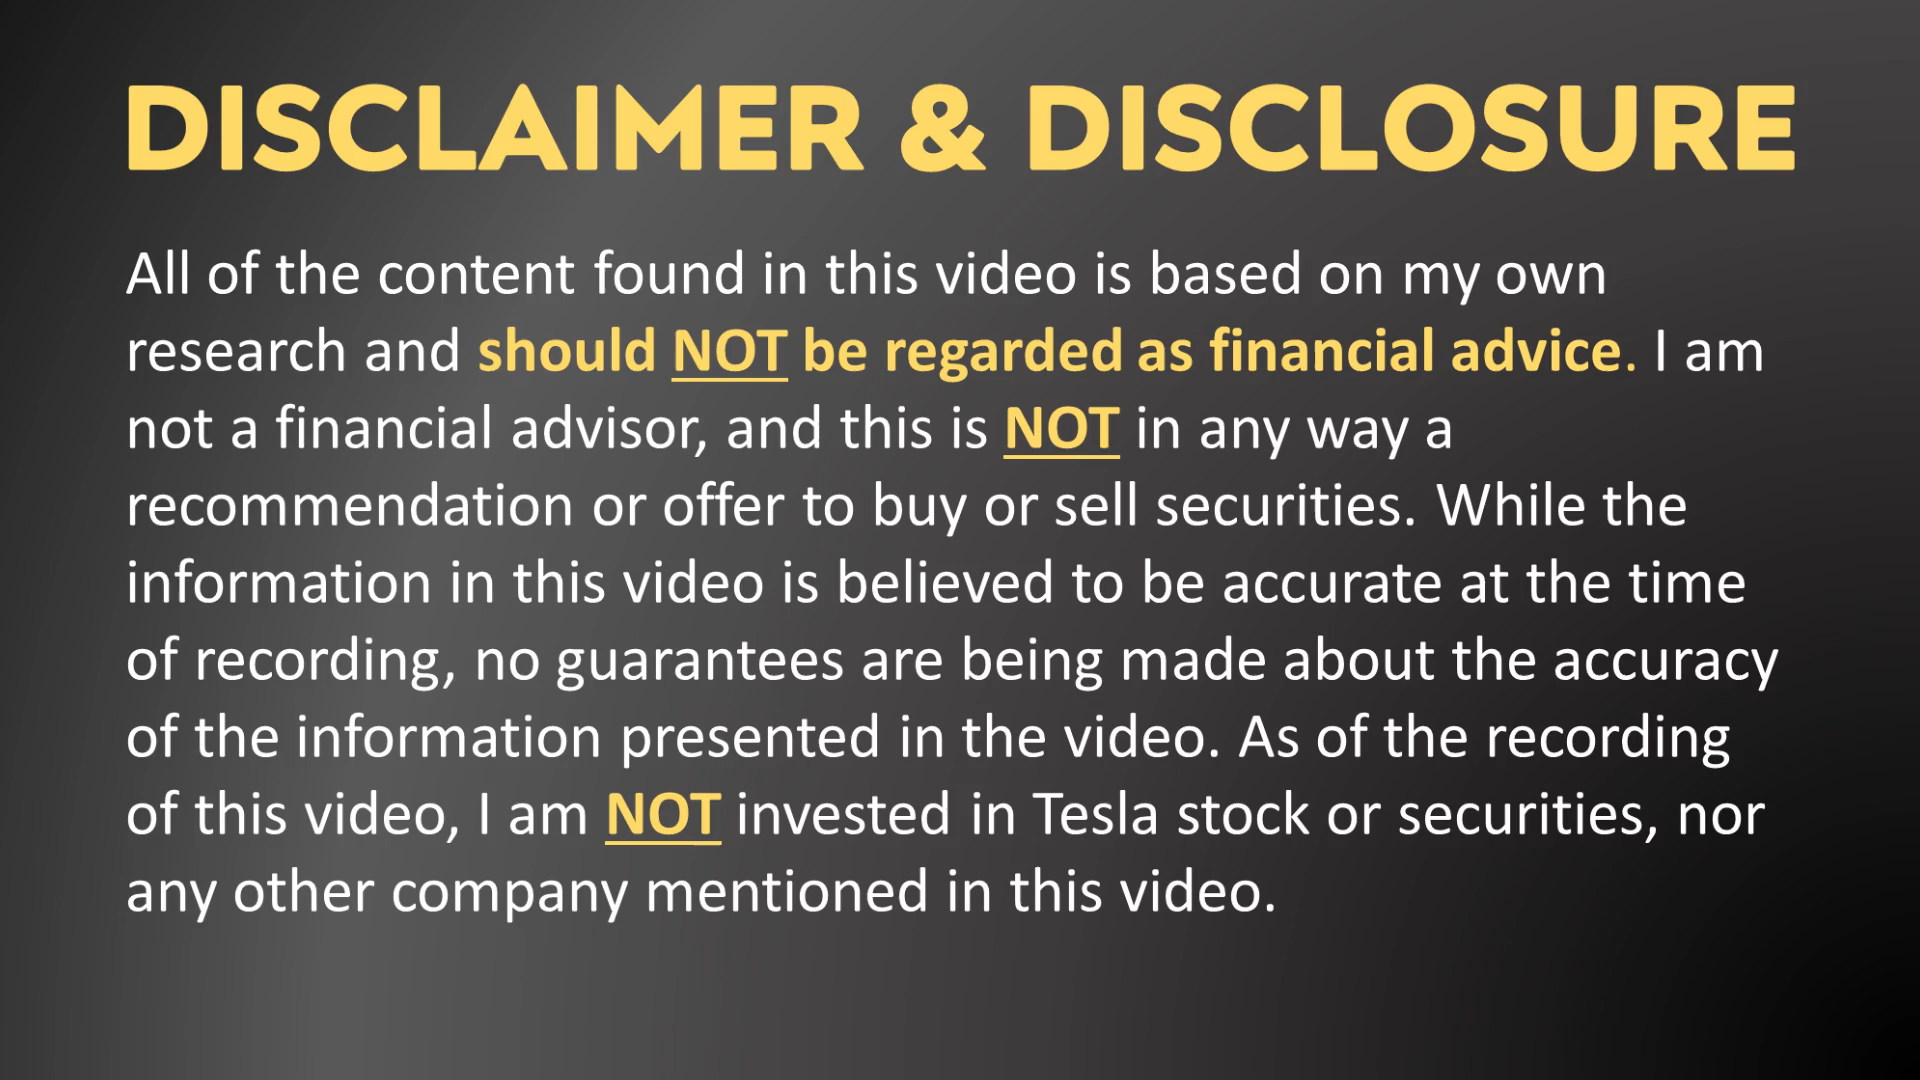 DISCLAIMER & DISCLOSURE
All of the content found in this video is based on my own
research and should NOT be regarded as financial advice. I am
not a financial advisor, and this is NOT in any way a
recommendation or offer to buy or sell securities. While the
information in this video is believed to be accurate at the time
of recording, no guarantees are being made about the accuracy
of the information presented in the video. As of the recording
of this video, I am NOT invested in Tesla stock or securities, nor
any other company mentioned in this video.